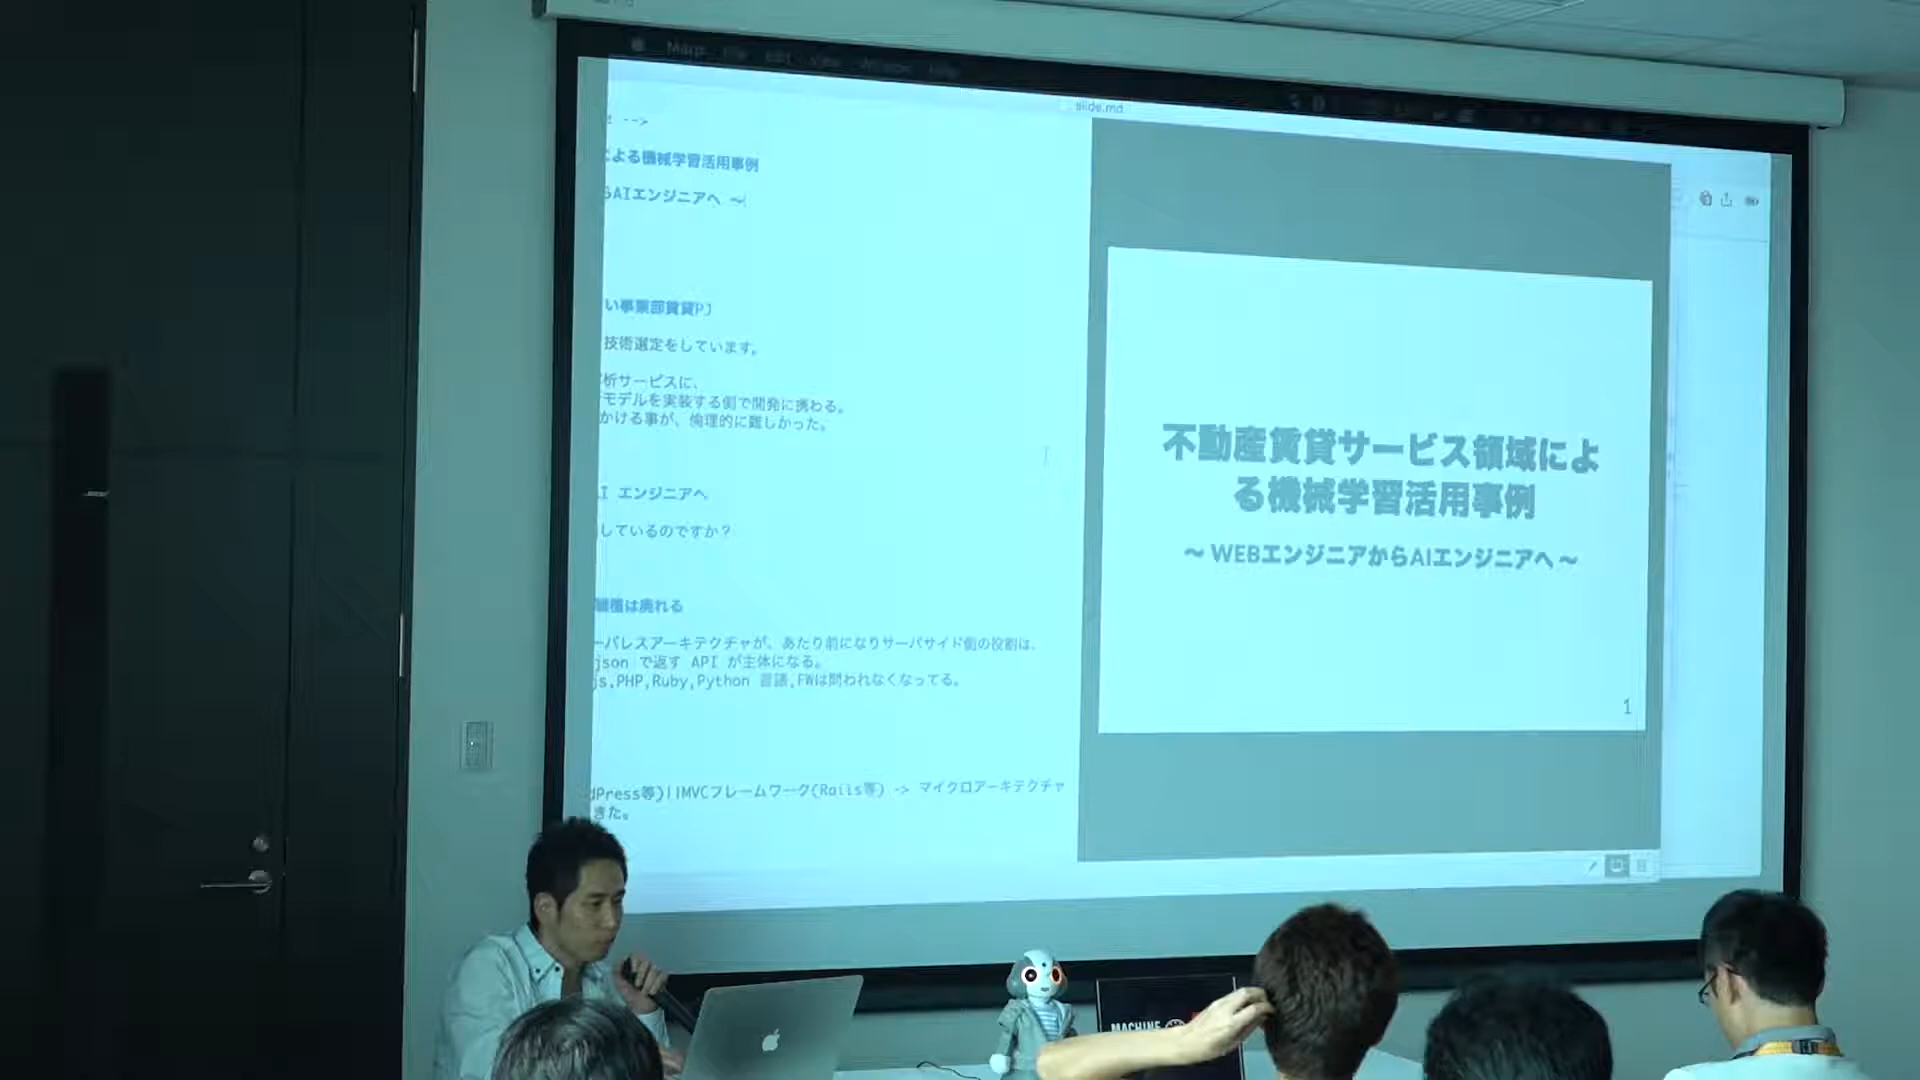 slide.md
-->
よる機械学習活用事例
らAIエンジニアへ 〜
い事業部賃貸PJ
技術選定をしています。
析サービスに、
モデルを実装する側で開発に携わる。
かける事が、倫理的に難しかった。
エンジニアへ
しているのですか？
は廃れる
ーバレスアーキテクチャが、あたり前になりサーバサイド側の役割は、
json で返す API が主体になる。
js,PHP,Ruby,Python 言語,FWは問われなくなってる。
dPress等)||MVCフレームワーク(Rails等) -> マイクロアーキテクチャ
きた。
不動産賃貸サービス領域によ
る機械学習活用事例
〜 WEBエンジニアからAIエンジニアへ 〜
1
MACHINE